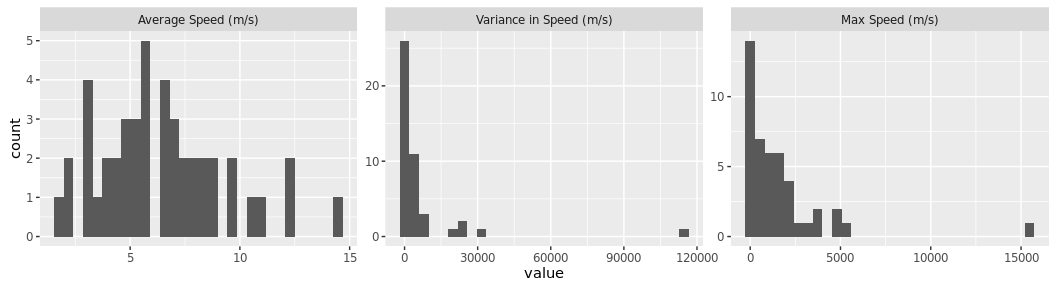 Average Speed (m/s)
Variance in Speed (m/s)
Max Speed (m/s)
count
5
4
3
2
1
0
20
10
0
10
5
0
5 10 15
0 30000 60000 90000 120000
0 5000 10000 15000
value